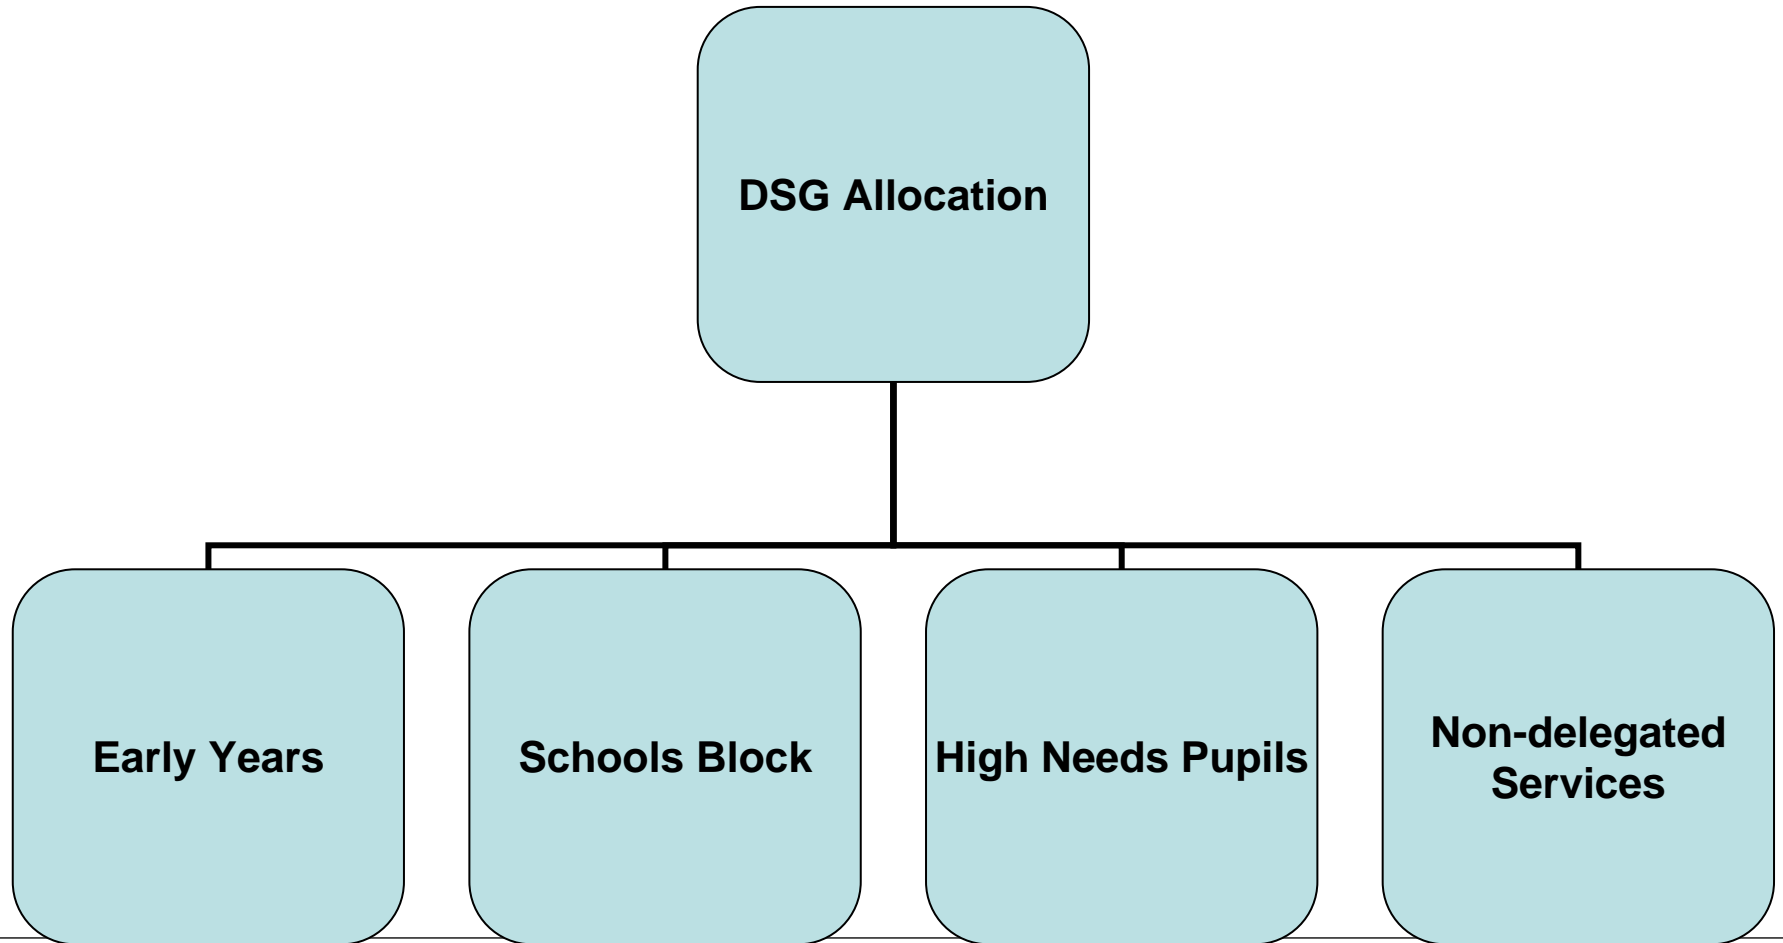 DSG Allocation
Early Years
Schools Block
High Needs Pupils
Non-delegated
Services